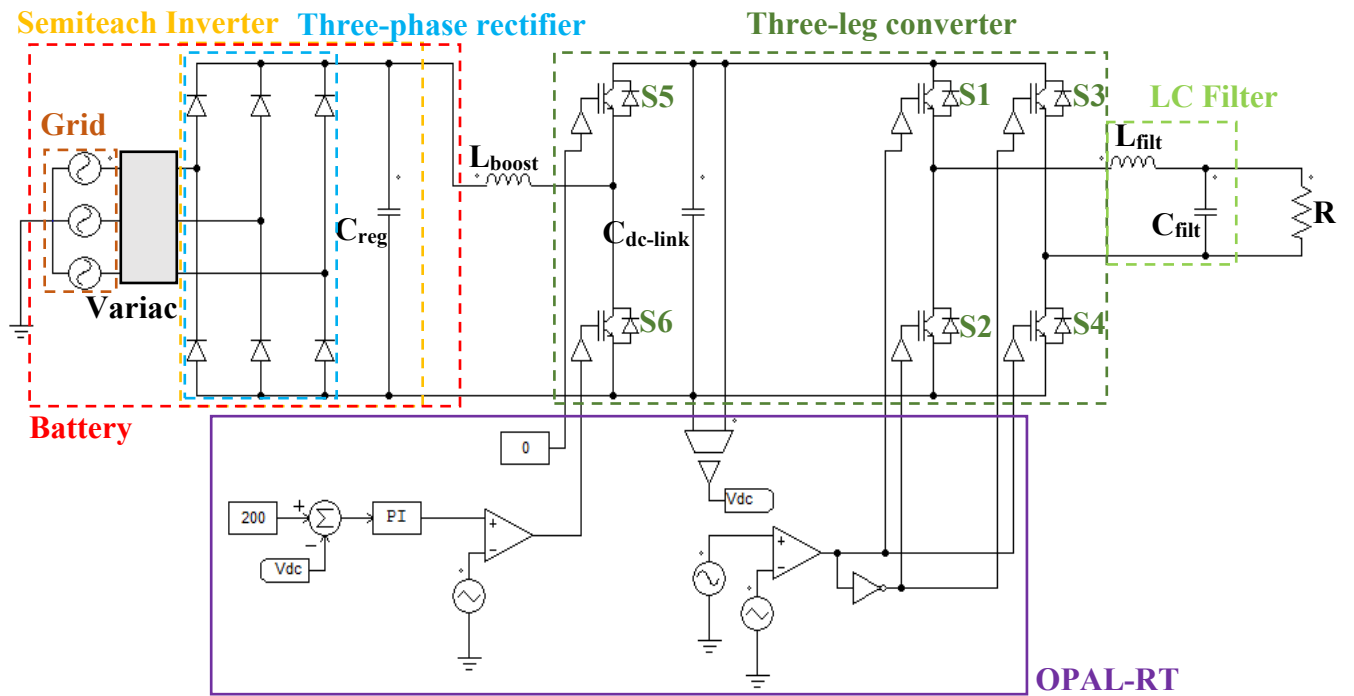 Semiteach Inverter
Three-phase rectifier
Three-leg converter
S5
S1
S3
LC Filter
Grid
Lboost
Lfilt
Creg
Cdc-link
Cfilt
R
Variac
S6
S2
S4
Battery
0
Vdc
200
+
Σ
−
PI
Vdc
+
−
+
−
OPAL-RT